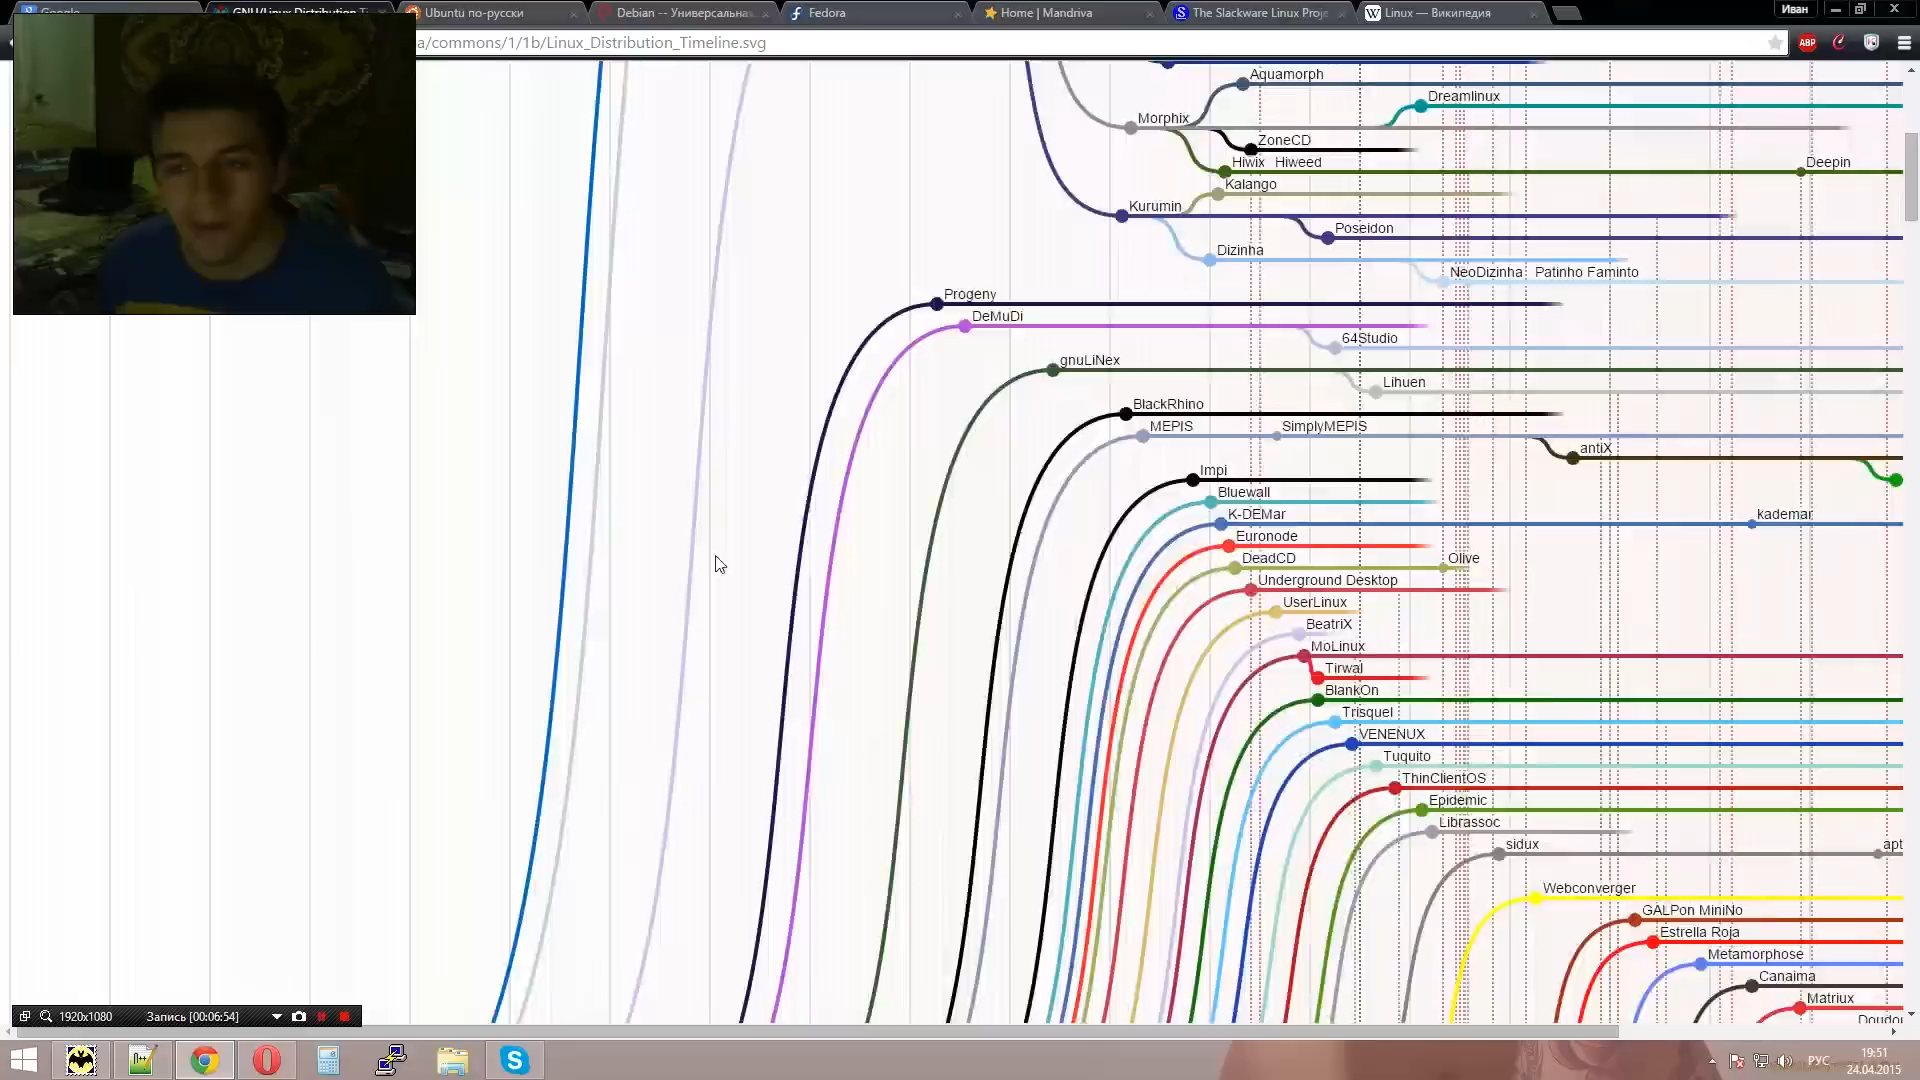 Ubuntu по-русски
Debian -- Универсальная
Fedora
Home | Mandriva
The Slackware Linux Proje
Linux — Википедия
Иван
a/commons/1/1b/Linux_Distribution_Timeline.svg
ABP
Aquamorph
Dreamlinux
Morphix
ZoneCD
Hiwix Hiweed
Deepin
Kalango
Kurumin
Poseidon
Dizinha
NeoDizinha Patinho Faminto
Progeny
DeMuDi
64Studio
gnuLiNex
Lihuen
BlackRhino
MEPIS
SimplyMEPIS
antiX
Impi
Bluewall
K-DEMar
kademar
Euronode
DeadCD
Olive
Underground Desktop
UserLinux
BeatriX
MoLinux
Tirwal
BlankOn
Trisquel
VENENUX
Tuquito
ThinClientOS
Epidemic
Librassoc
sidux
apt
Webconverger
GALPon MiniNo
Estrella Roja
Metamorphose
Canaima
Matriux
1920x1080
Запись [00:06:54]
РУС
19:51
24.04.2015